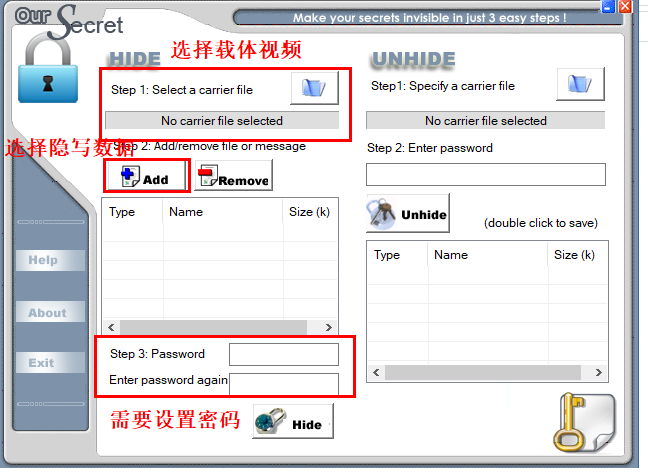 Our Secret
Make your secrets invisible in just 3 easy steps !
HIDE
选择载体视频
UNHIDE
Step 1: Select a carrier file
Step1: Specify a carrier file
No carrier file selected
No carrier file selected
选择隐写数据
Step 2: Add/remove file or message
Step 2: Enter password
Add
Remove
Type Name Size (k)
Unhide
(double click to save)
Type Name Size (k)
Help
About
Exit
Step 3: Password
Enter password again
需要设置密码
Hide